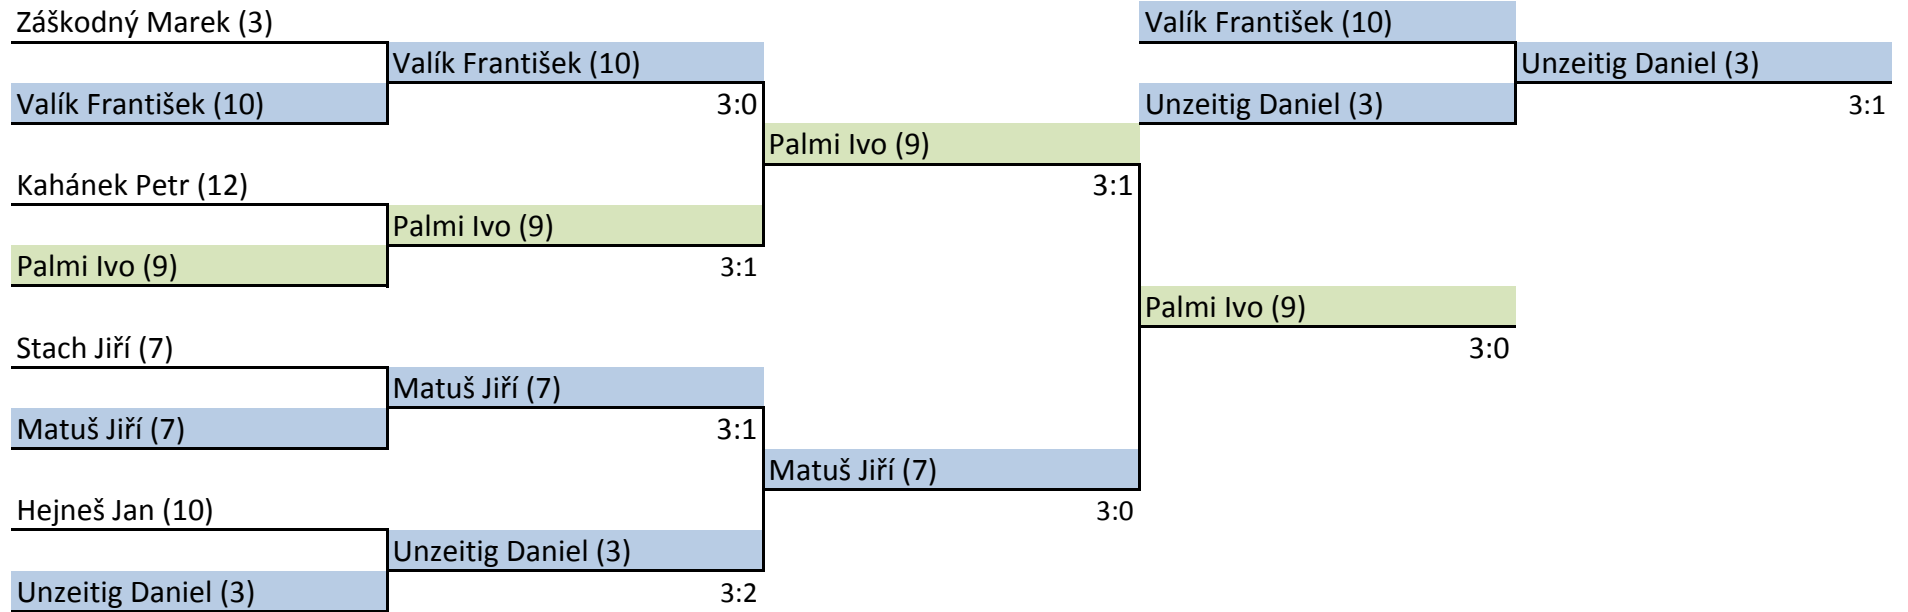 Záškodný Marek (3)
Valík František (10)
Valík František (10)
Unzeitig Daniel (3)
Valík František (10)
3:0
Unzeitig Daniel (3)
3:1
Palmi Ivo (9)
Kahánek Petr (12)
3:1
Palmi Ivo (9)
Palmi Ivo (9)
3:1
Palmi Ivo (9)
Stach Jiří (7)
3:0
Matuš Jiří (7)
Matuš Jiří (7)
3:1
Matuš Jiří (7)
Hejneš Jan (10)
3:0
Unzeitig Daniel (3)
Unzeitig Daniel (3)
3:2